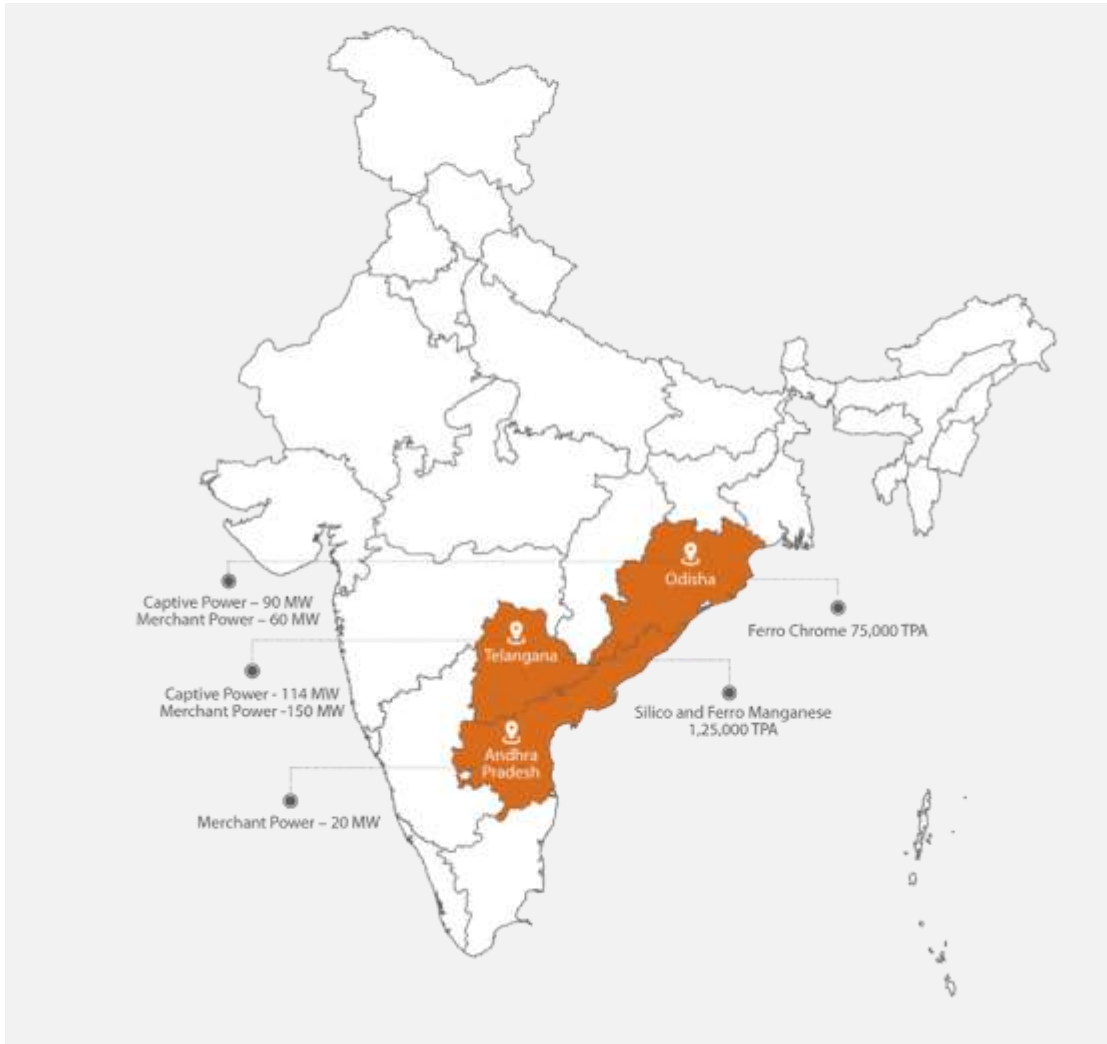 Odisha
Captive Power – 90 MW
Merchant Power – 60 MW
Ferro Chrome 75,000 TPA
Telangana
Captive Power - 114 MW
Merchant Power -150 MW
Silico and Ferro Manganese
1,25,000 TPA
Andhra
Pradesh
Merchant Power – 20 MW